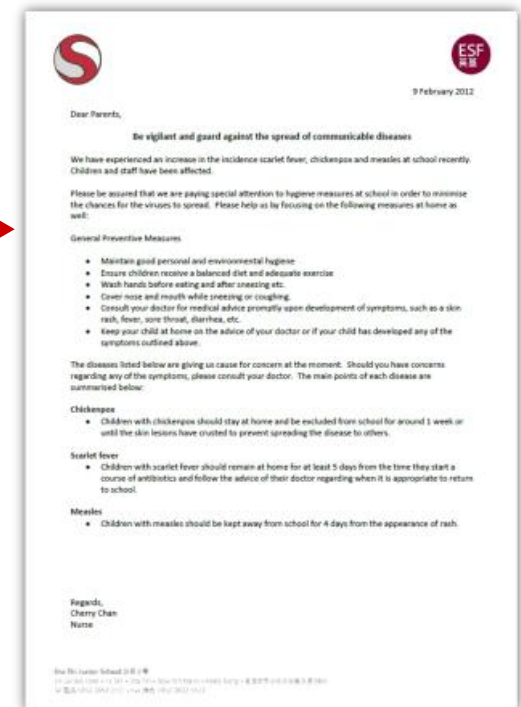 ESF
英基
9 February 2012
Dear Parents,
Be vigilant and guard against the spread of communicable diseases
We have experienced an increase in the incidence scarlet fever, chickenpox and measles at school recently.
Children and staff have been affected.
Please be assured that we are paying special attention to hygiene measures at school in order to minimise
the chances for the viruses to spread. Please help us by focusing on the following measures at home as
well:
General Preventive Measures
• Maintain good personal and environmental hygiene
• Ensure children receive a balanced diet and adequate exercise
• Wash hands before eating and after sneezing etc.
• Cover nose and mouth while sneezing or coughing.
• Consult your doctor for medical advice promptly upon development of symptoms, such as a skin
rash, fever, sore throat, diarrhea, etc.
• Keep your child at home on the advice of your doctor or if your child has developed any of the
symptoms outlined above.
The diseases listed below are giving us cause for concern at the moment. Should you have concerns
regarding any of the symptoms, please consult your doctor. The main points of each disease are
summarised below:
Chickenpox
• Children with chickenpox should stay at home and be excluded from school for around 1 week or
until the skin lesions have crusted to prevent spreading the disease to others.
Scarlet fever
• Children with scarlet fever should remain at home for at least 5 days from the time they start a
course of antibiotics and follow the advice of their doctor regarding when it is appropriate to return
to school.
Measles
• Children with measles should be kept away from school for 4 days from the appearance of rash.
Regards,
Cherry Chan
Nurse
Junior School